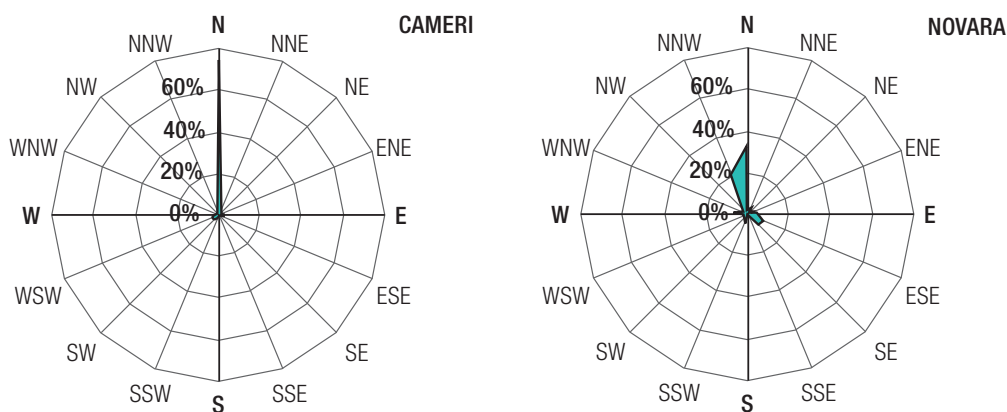 CAMERI
N
NNE
NE
ENE
E
ESE
SE
SSE
S
SSW
SW
WSW
W
WNW
NW
NNW
60%
40%
20%
0%
NOVARA
N
NNE
NE
ENE
E
ESE
SE
SSE
S
SSW
SW
WSW
W
WNW
NW
NNW
60%
40%
20%
0%